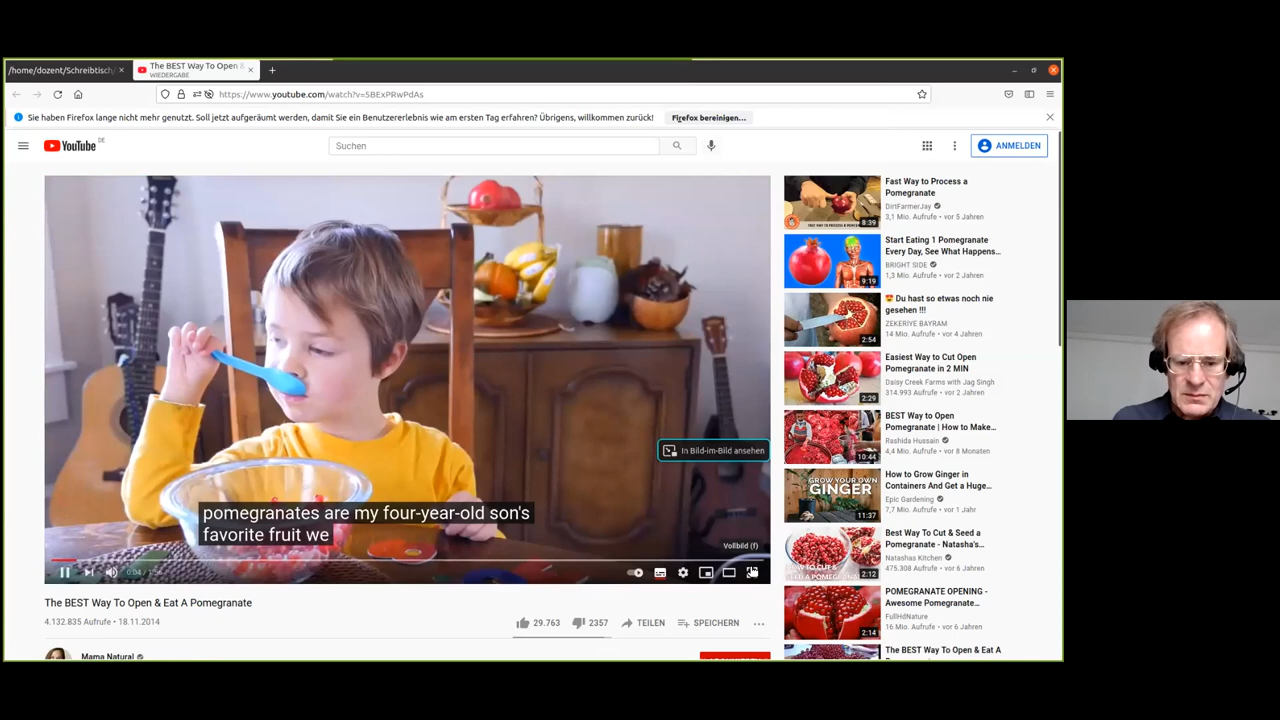 /home/dozent/Schreibtisch/
The BEST Way To Open &
WIEDERGABE
https://www.youtube.com/watch?v=5BExPRwPdAs
Sie haben Firefox lange nicht mehr genutzt. Soll jetzt aufgeräumt werden, damit Sie ein Benutzererlebnis wie am ersten Tag erfahren? Übrigens, willkommen zurück!
Firefox bereinigen...
YouTube DE
Suchen
ANMELDEN
pomegranates are my four-year-old son's
favorite fruit we
In Bild-im-Bild ansehen
Vollbild (f)
0:04 / 1:56
The BEST Way To Open & Eat A Pomegranate
4.132.835 Aufrufe • 18.11.2014
29.763
2357
TEILEN
SPEICHERN
Mama Natural
Fast Way to Process a
Pomegranate
DirtFarmerJay
3,1 Mio. Aufrufe • vor 5 Jahren
8:39
Start Eating 1 Pomegranate
Every Day, See What Happens...
BRIGHT SIDE
1,3 Mio. Aufrufe • vor 2 Jahren
9:19
😍 Du hast so etwas noch nie
gesehen !!!
ZEKERİYE BAYRAM
14 Mio. Aufrufe • vor 4 Jahren
2:54
Easiest Way to Cut Open
Pomegranate in 2 MIN
Daisy Creek Farms with Jag Singh
314.993 Aufrufe • vor 2 Jahren
2:29
BEST Way to Open
Pomegranate | How to Make...
Rashida Hussain
4,4 Mio. Aufrufe • vor 8 Monaten
10:44
How to Grow Ginger in
Containers And Get a Huge...
Epic Gardening
7,7 Mio. Aufrufe • vor 1 Jahr
GROW YOUR OWN
GINGER
11:37
Best Way To Cut & Seed a
Pomegranate - Natasha's...
Natashas Kitchen
475.308 Aufrufe • vor 6 Jahren
2:12
POMEGRANATE OPENING -
Awesome Pomegranate...
FullHdNature
16 Mio. Aufrufe • vor 6 Jahren
2:14
The BEST Way To Open & Eat A